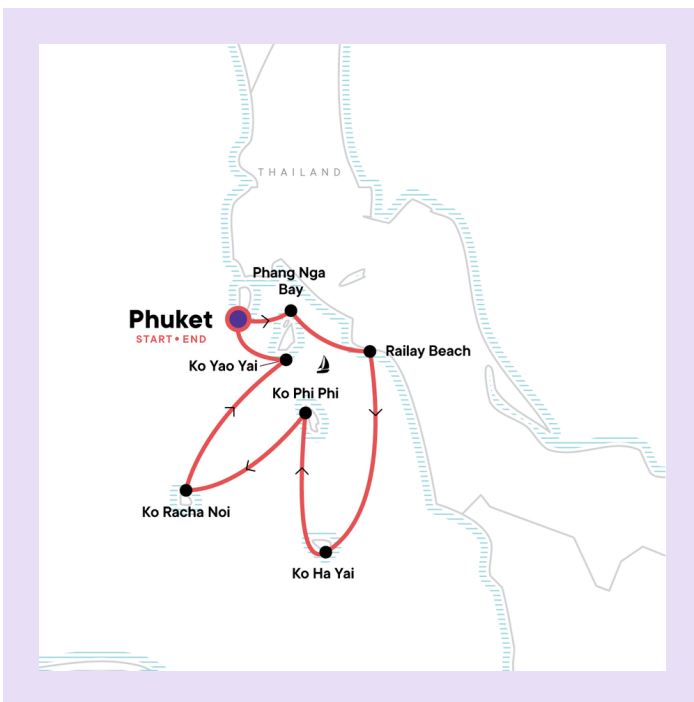 THAILAND
Phang Nga
Bay
Phuket
START • END
Railay Beach
Ko Yao Yai
Ko Phi Phi
Ko Racha Noi
Ko Ha Yai